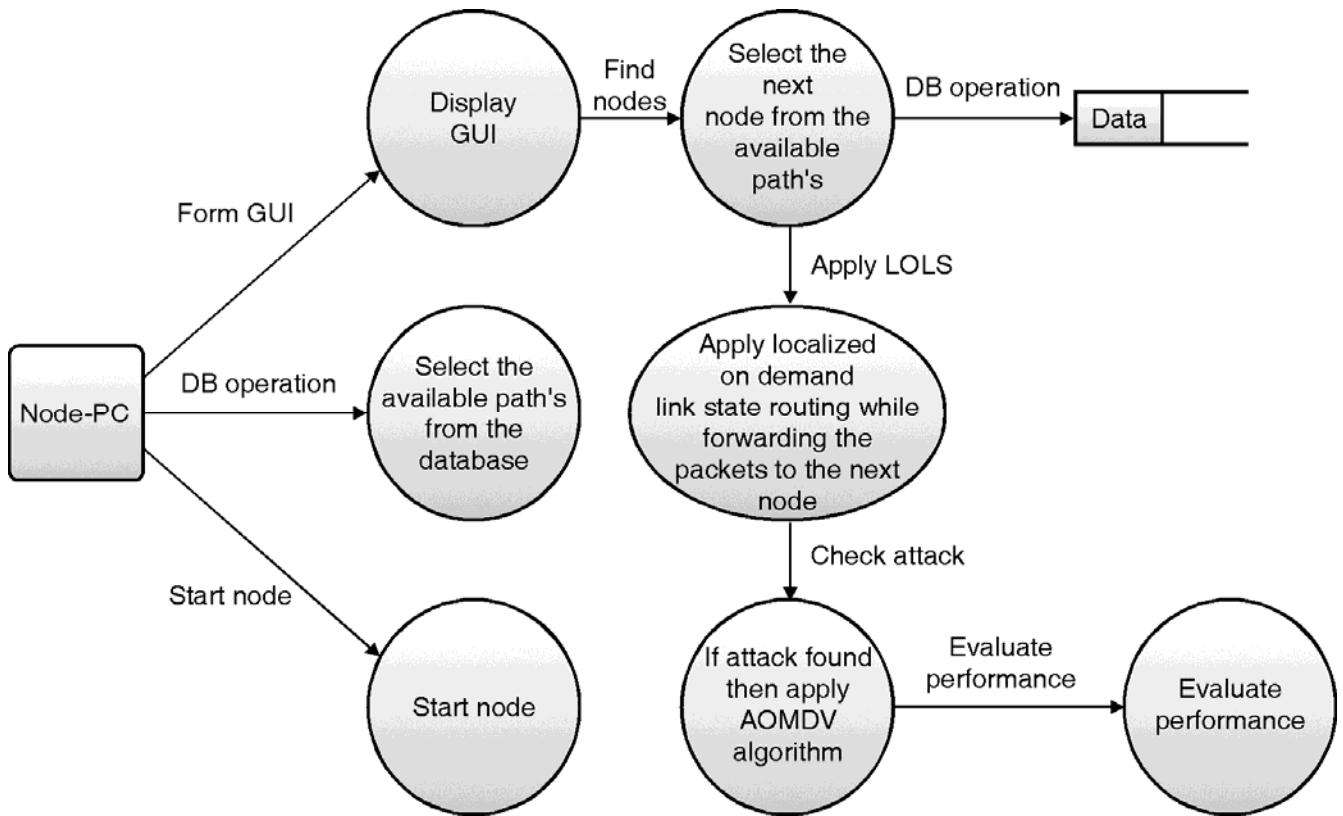 Display
GUI
Find
nodes
Select the
next
node from the
available
path's
DB operation
Data
Form GUI
Apply LOLS
Node-PC
DB operation
Select the
available path's
from the
database
Apply localized
on demand
link state routing while
forwarding the
packets to the next
node
Check attack
Start node
Start node
If attack found
then apply
AOMDV
algorithm
Evaluate
performance
Evaluate
performance